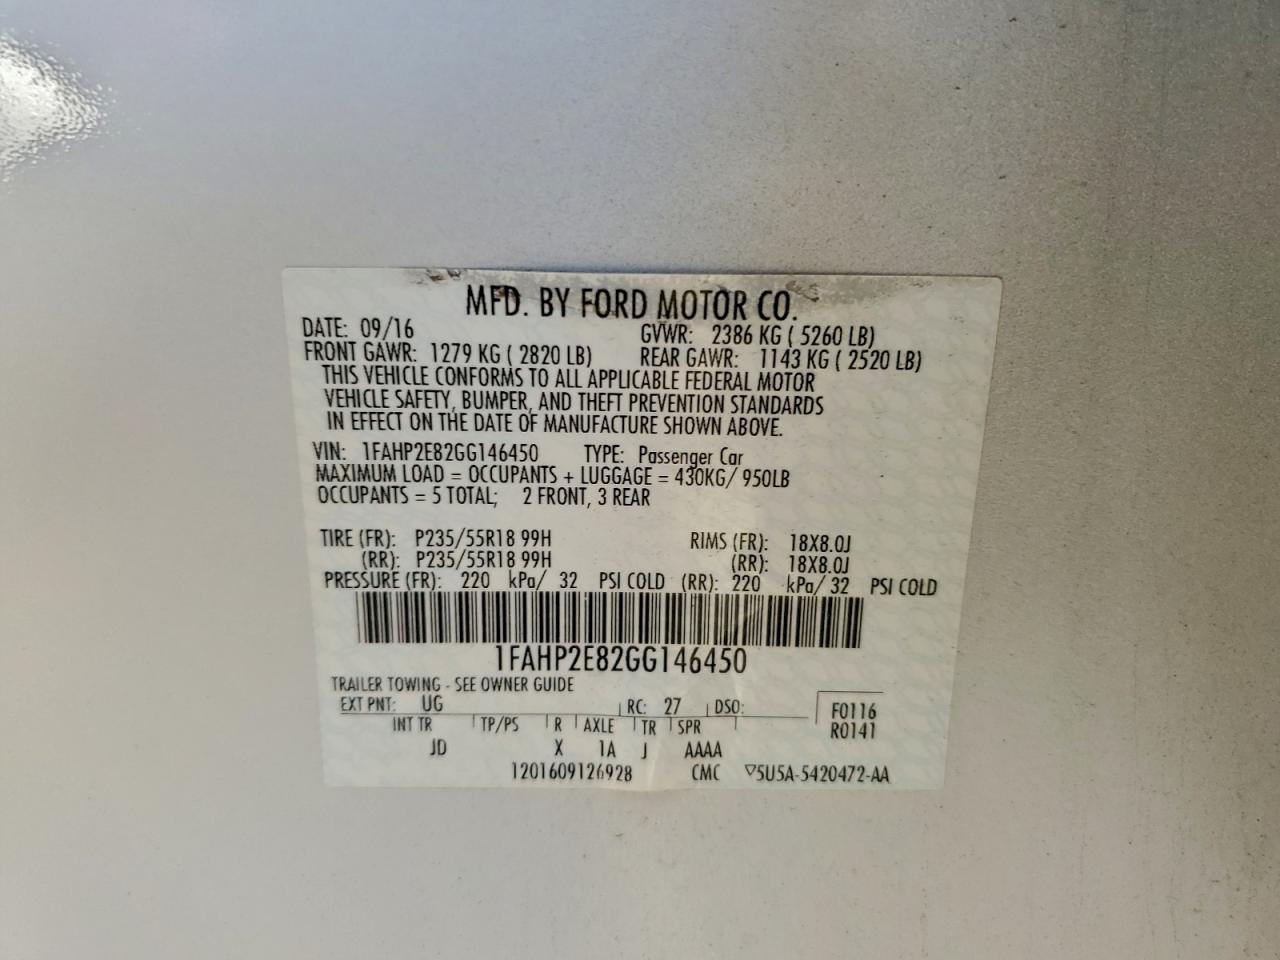 MFD. BY FORD MOTOR CO.
DATE: 09/16 GVWR: 2386 KG ( 5260 LB)
FRONT GAWR: 1279 KG ( 2820 LB) REAR GAWR: 1143 KG ( 2520 LB)
THIS VEHICLE CONFORMS TO ALL APPLICABLE FEDERAL MOTOR
VEHICLE SAFETY, BUMPER, AND THEFT PREVENTION STANDARDS
IN EFFECT ON THE DATE OF MANUFACTURE SHOWN ABOVE.
VIN: 1FAHP2E82GG146450 TYPE: Passenger Car
MAXIMUM LOAD = OCCUPANTS + LUGGAGE = 430KG/ 950LB
OCCUPANTS = 5 TOTAL; 2 FRONT, 3 REAR
TIRE (FR): P235/55R18 99H RIMS (FR): 18X8.0J
(RR): P235/55R18 99H (RR): 18X8.0J
PRESSURE (FR): 220 kPa/ 32 PSI COLD (RR): 220 kPa/ 32 PSI COLD
1FAHP2E82GG146450
TRAILER TOWING - SEE OWNER GUIDE
EXT PNT: UG RC: 27 DSO: F0116
INT TR TP/PS R AXLE TR SPR R0141
JD X 1A J AAAA
1201609126928 CMC ▽5U5A-5420472-AA